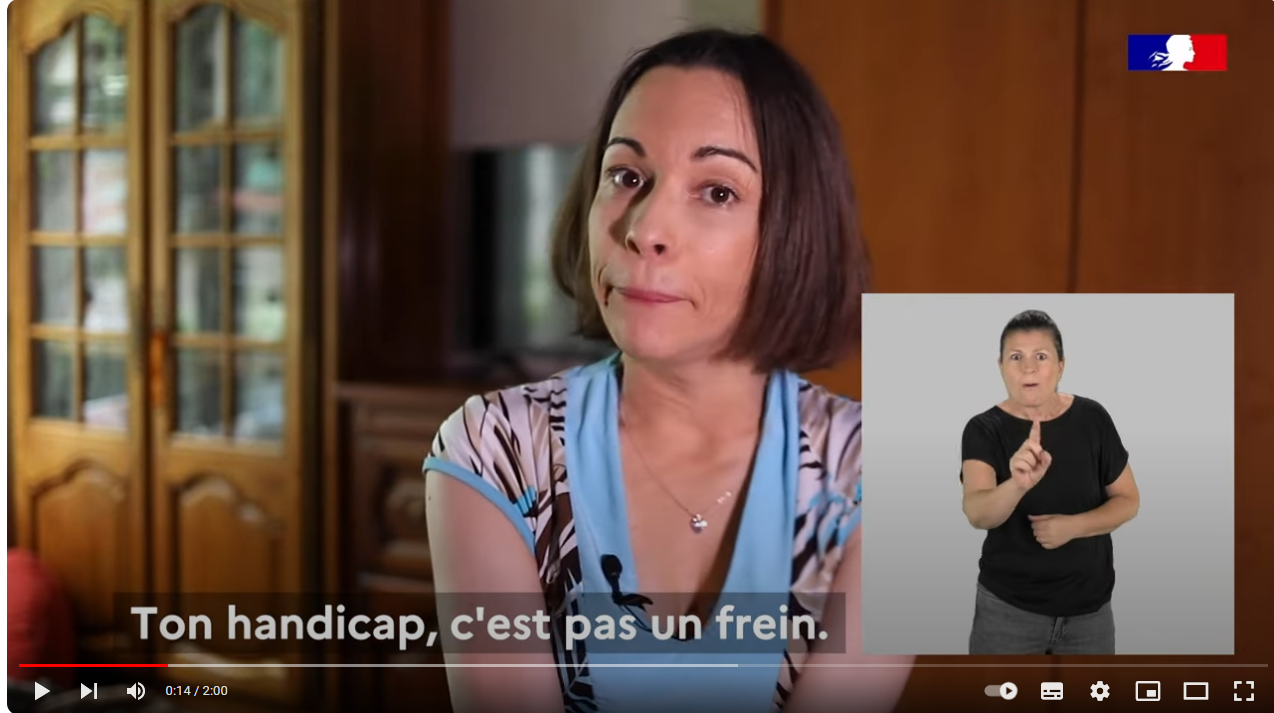 Ton handicap, c'est pas un frein.
0:14 / 2:00